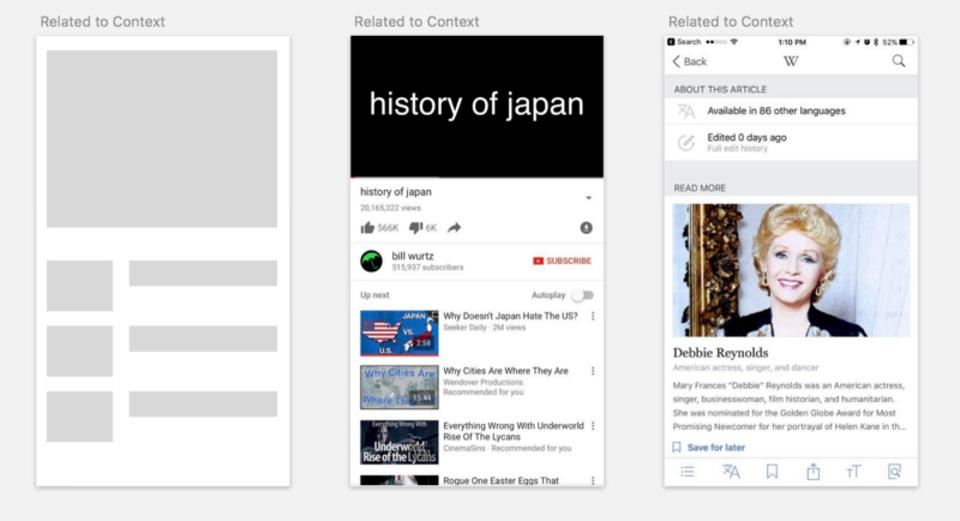 Related to Context
Related to Context
Related to Context
history of japan
history of japan
20,165,322 views
566K
6K
bill wurtz
515,937 subscribers
SUBSCRIBE
Up next
Autoplay
JAPAN
VS.
U.S.
2:58
Why Doesn't Japan Hate The US?
Seeker Daily · 2M views
Why Cities Are
Where They
15:44
Why Cities Are Where They Are
Wendover Productions
Recommended for you
Everything Wrong With
Underworld
Rise of the Lycans
Everything Wrong With Underworld
Rise Of The Lycans
CinemaSins · Recommended for you
Rogue One Easter Eggs That
Search
1:10 PM
52%
Back
W
ABOUT THIS ARTICLE
Available in 86 other languages
Edited 0 days ago
Full edit history
READ MORE
Debbie Reynolds
American actress, singer, and dancer
Mary Frances "Debbie" Reynolds was an American actress,
singer, businesswoman, film historian, and humanitarian.
She was nominated for the Golden Globe Award for Most
Promising Newcomer for her portrayal of Helen Kane in th...
Save for later
TT